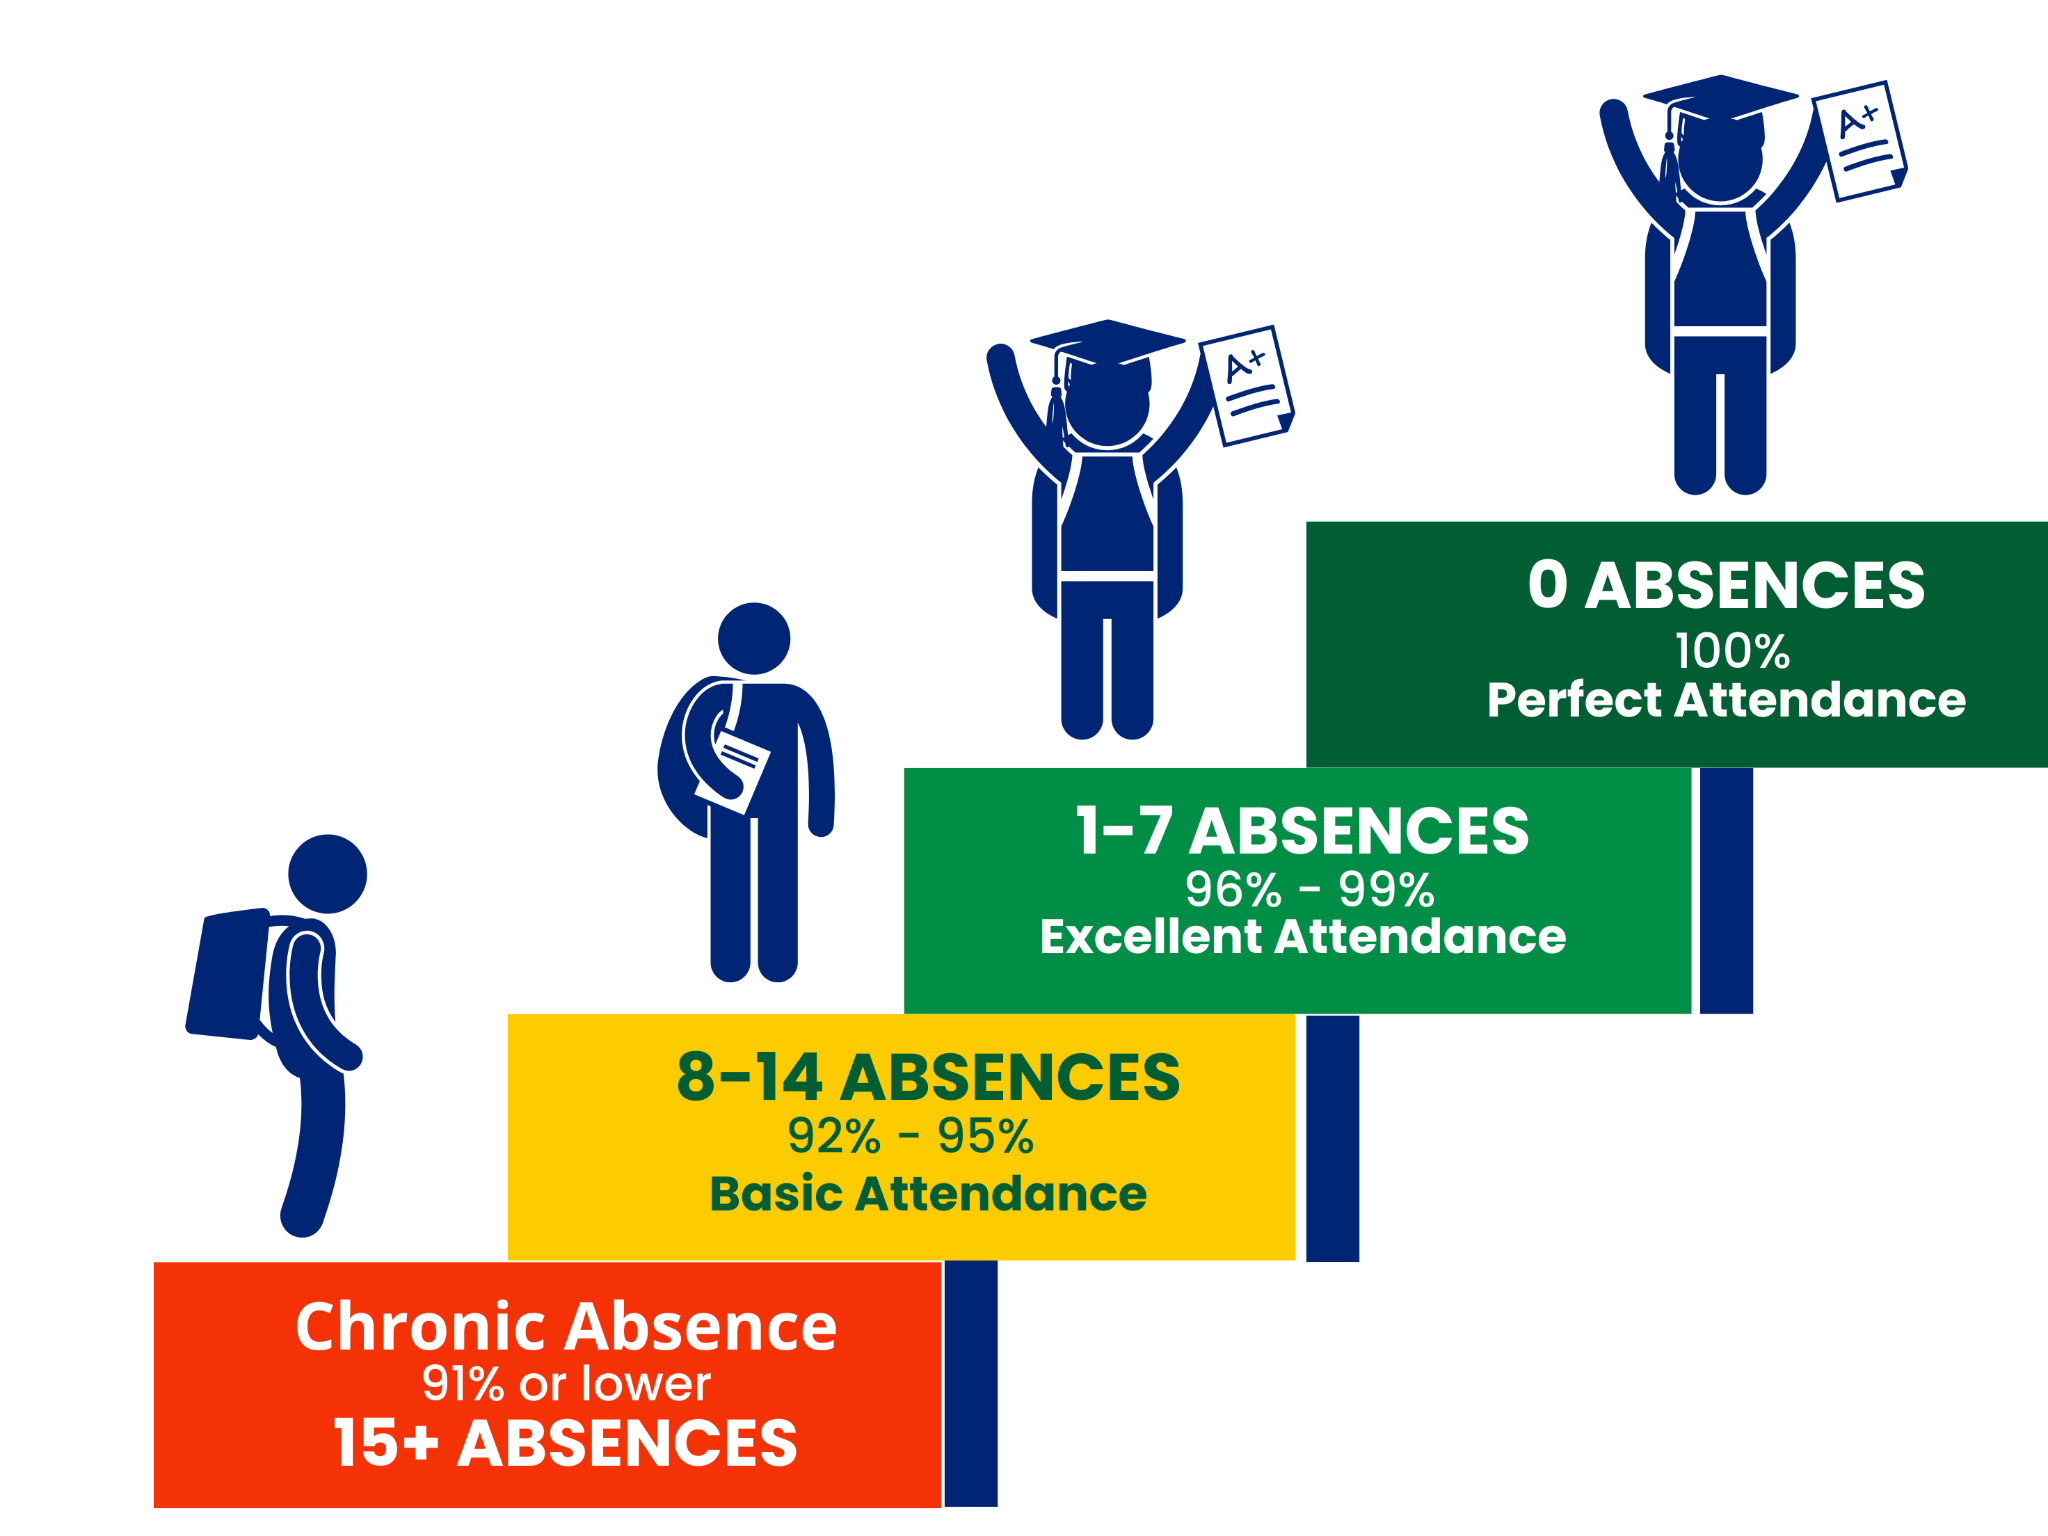 A+
A+
0 ABSENCES
100%
Perfect Attendance
1-7 ABSENCES
96% - 99%
Excellent Attendance
8-14 ABSENCES
92% - 95%
Basic Attendance
Chronic Absence
91% or lower
15+ ABSENCES